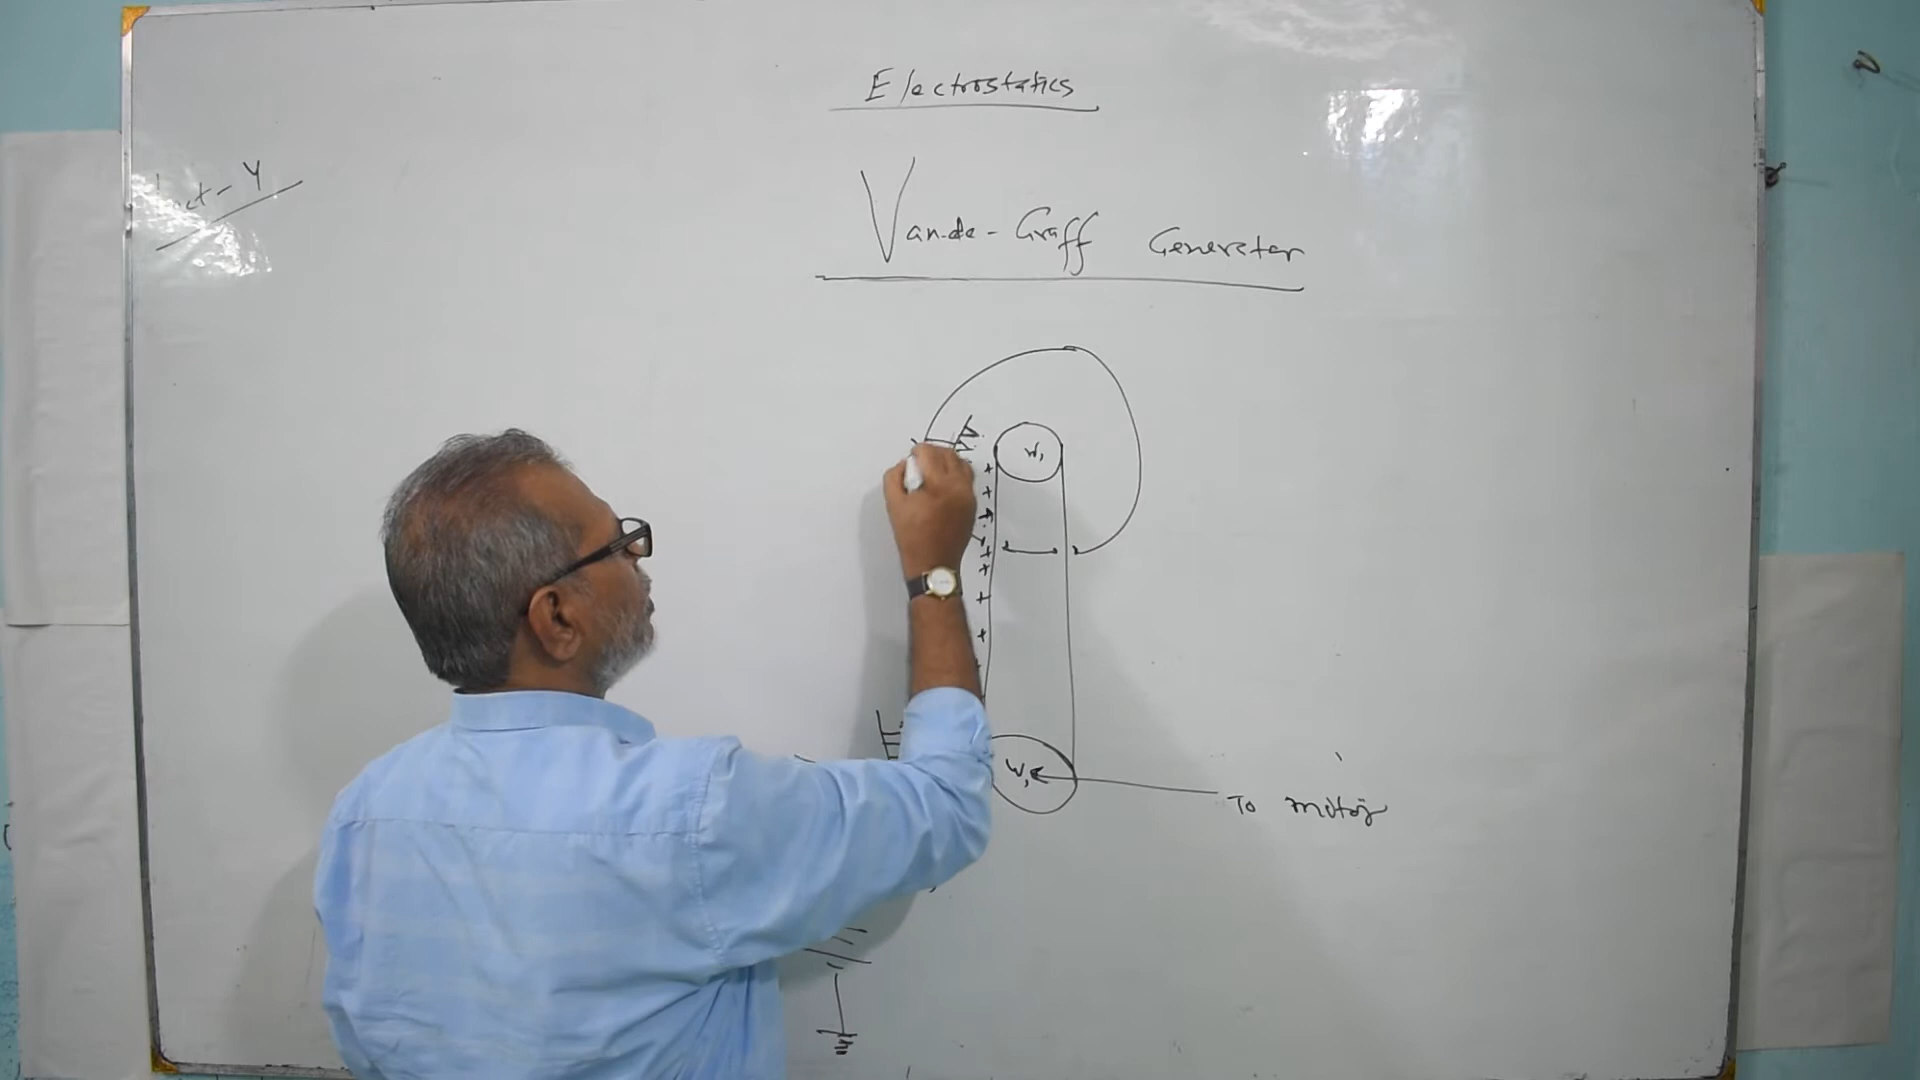 Electrostatics
Van-de-Graff Generator
W₁
W₁
To motor